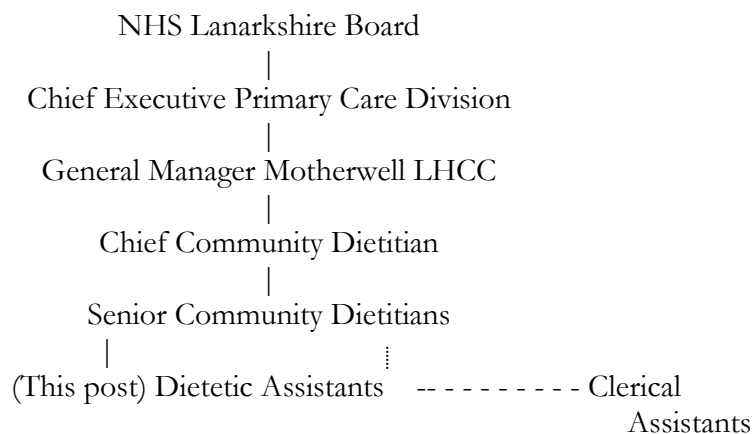 NHS Lanarkshire Board
|
Chief Executive Primary Care Division
|
General Manager Motherwell LHCC
|
Chief Community Dietitian
|
Senior Community Dietitians
|
(This post) Dietetic Assistants -- - - - - - - - - - Clerical
Assistants